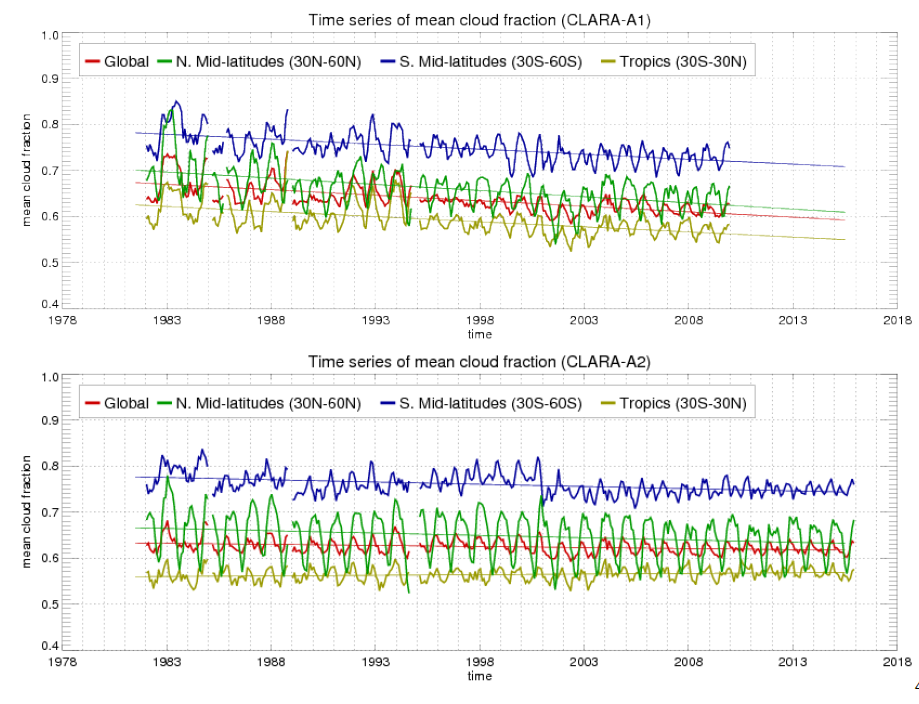 Time series of mean cloud fraction (CLARA-A1)
1.0
Global N. Mid-latitudes (30N-60N) S. Mid-latitudes (30S-60S) Tropics (30S-30N)
0.9
0.8
0.7
0.6
0.5
0.4
mean cloud fraction
1978 1983 1988 1993 1998 2003 2008 2013 2018
time
Time series of mean cloud fraction (CLARA-A2)
1.0
Global N. Mid-latitudes (30N-60N) S. Mid-latitudes (30S-60S) Tropics (30S-30N)
0.9
0.8
0.7
0.6
0.5
0.4
mean cloud fraction
1978 1983 1988 1993 1998 2003 2008 2013 2018
time